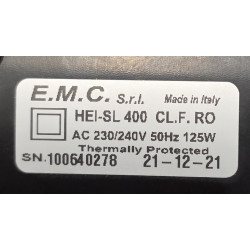 E.M.C. S.r.l. Made in Italy
HEI-SL 400 CL.F. RO
AC 230/240V 50Hz 125W
Thermally Protected
SN.100640278 21-12-21